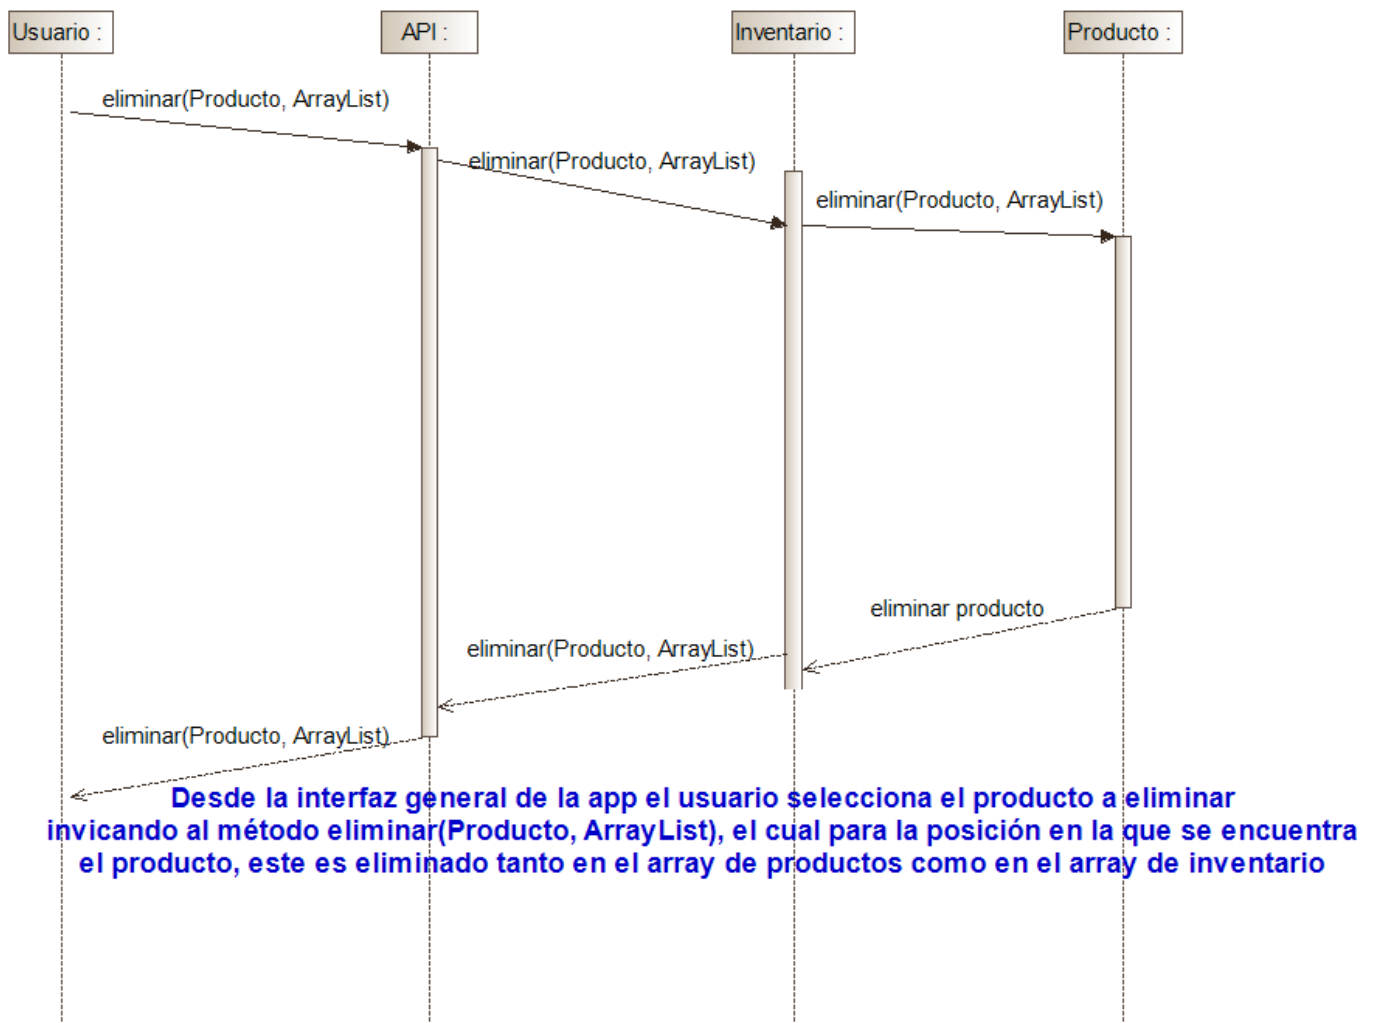 Usuario :
API :
Inventario :
Producto :
eliminar(Producto, ArrayList)
eliminar(Producto, ArrayList)
eliminar(Producto, ArrayList)
eliminar producto
eliminar(Producto, ArrayList)
eliminar(Producto, ArrayList)
Desde la interfaz general de la app el usuario selecciona el producto a eliminar
invicando al método eliminar(Producto, ArrayList), el cual para la posición en la que se encuentra
el producto, este es eliminado tanto en el array de productos como en el array de inventario